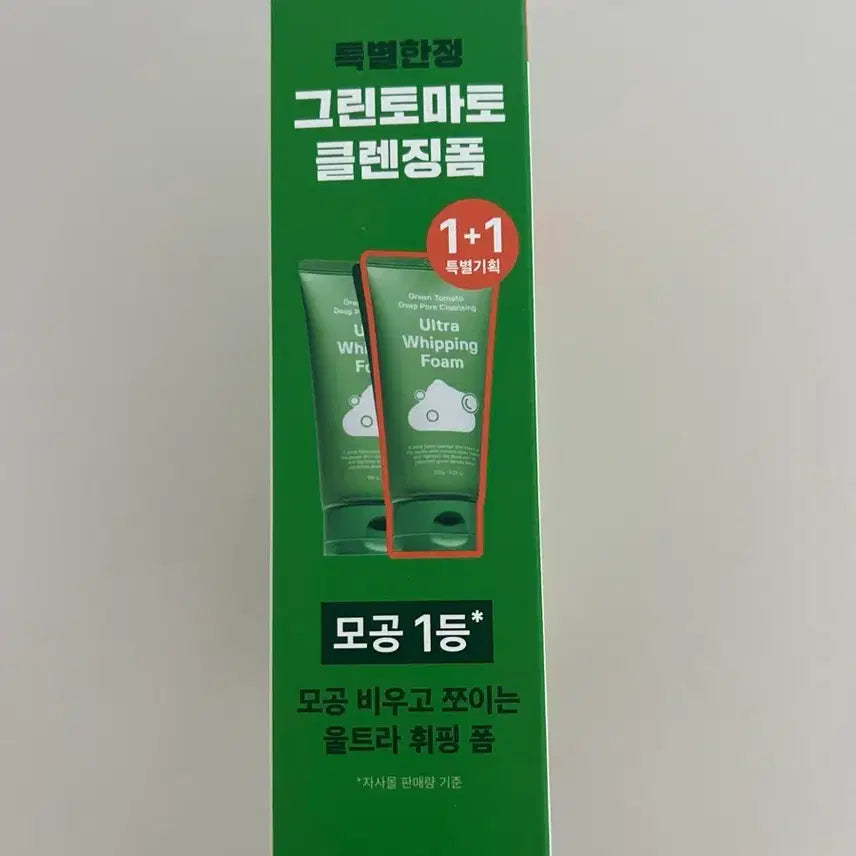 특별한정
그린토마토
클렌징폼
1+1
특별기획
Green Tomato
Deep Pore Cleansing
Ultra
Whipping
Foam
모공 1등*
모공 비우고 쪼이는
울트라 휘핑 폼
*자사몰 판매량 기준